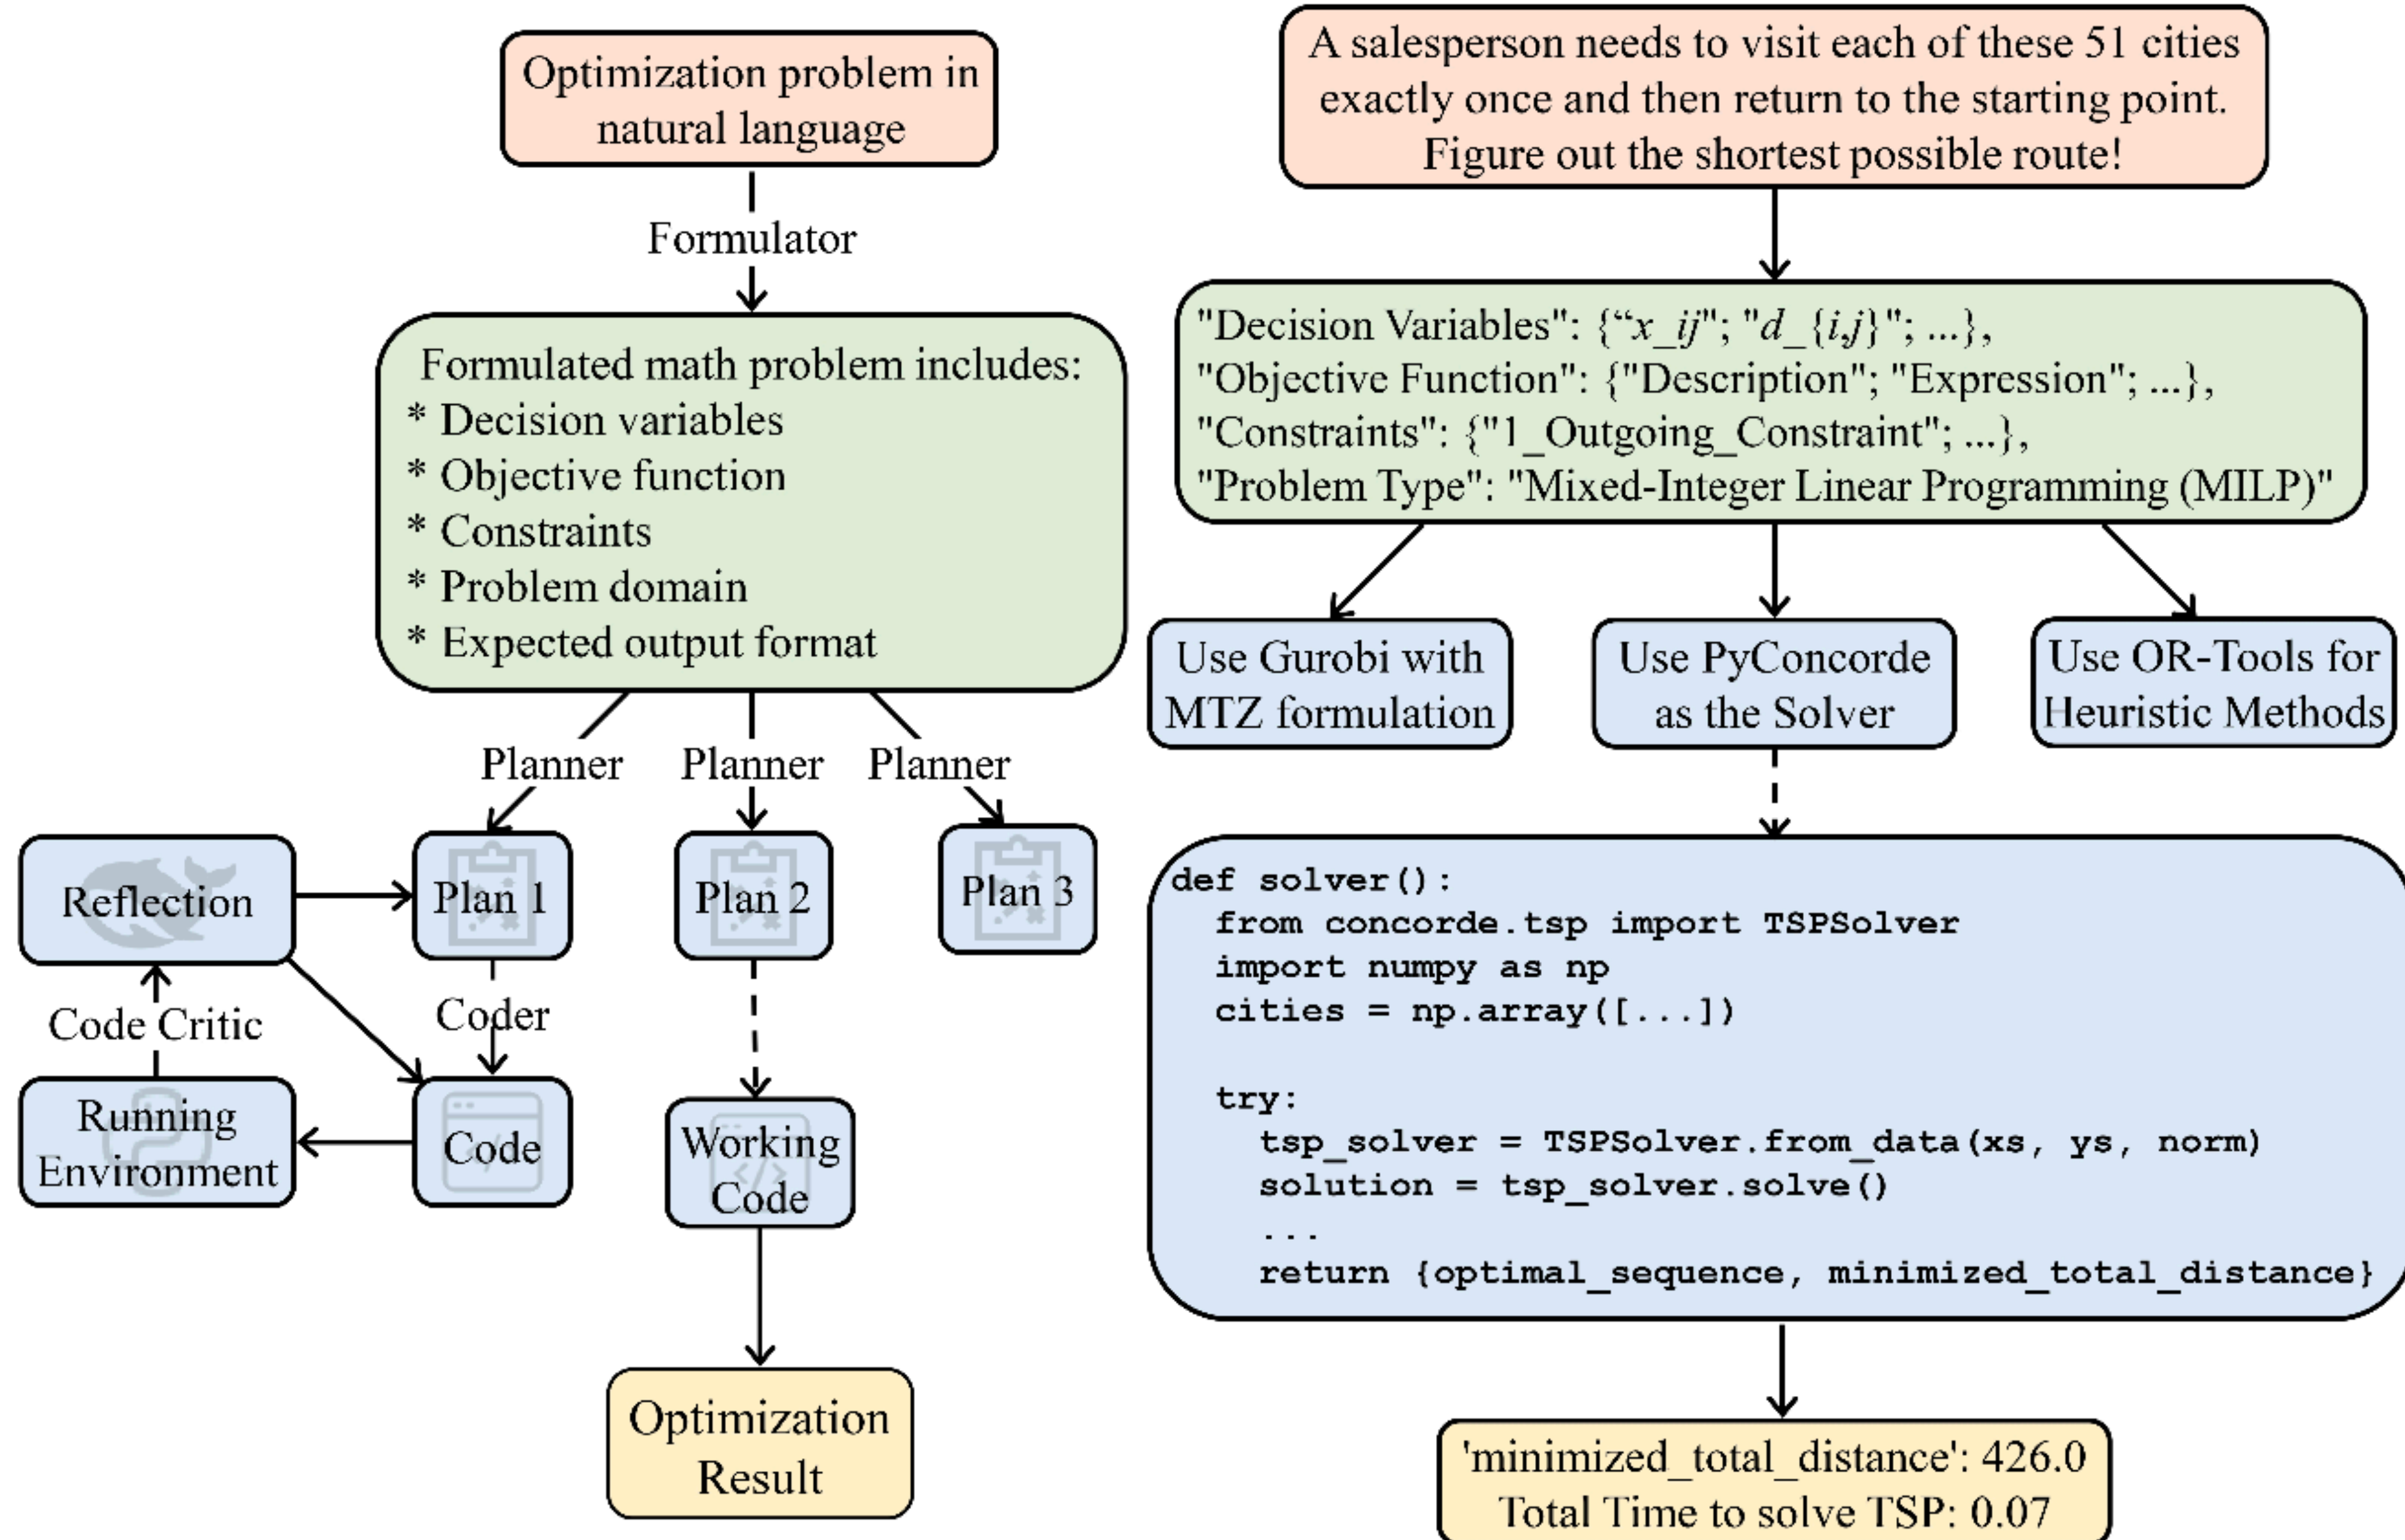 Optimization problem in
natural language
Formulator
Formulated math problem includes:
* Decision variables
* Objective function
* Constraints
* Problem domain
* Expected output format
Planner
Planner
Planner
Reflection
Plan 1
Plan 2
Plan 3
Code Critic
Coder
Running
Environment
Code
Working
Code
Optimization
Result
A salesperson needs to visit each of these 51 cities
exactly once and then return to the starting point.
Figure out the shortest possible route!
"Decision Variables": {“x_ij"; "d_{i,j}"; ...},
"Objective Function": {"Description"; "Expression"; ...},
"Constraints": {"1_Outgoing_Constraint"; ...},
"Problem Type": "Mixed-Integer Linear Programming (MILP)"
Use Gurobi with
MTZ formulation
Use PyConcorde
as the Solver
Use OR-Tools for
Heuristic Methods
def solver():
from concorde.tsp import TSPSolver
import numpy as np
cities = np.array([...])
try:
tsp_solver = TSPSolver.from_data(xs, ys, norm)
solution = tsp_solver.solve()
...
return {optimal_sequence, minimized_total_distance}
'minimized_total_distance': 426.0
Total Time to solve TSP: 0.07